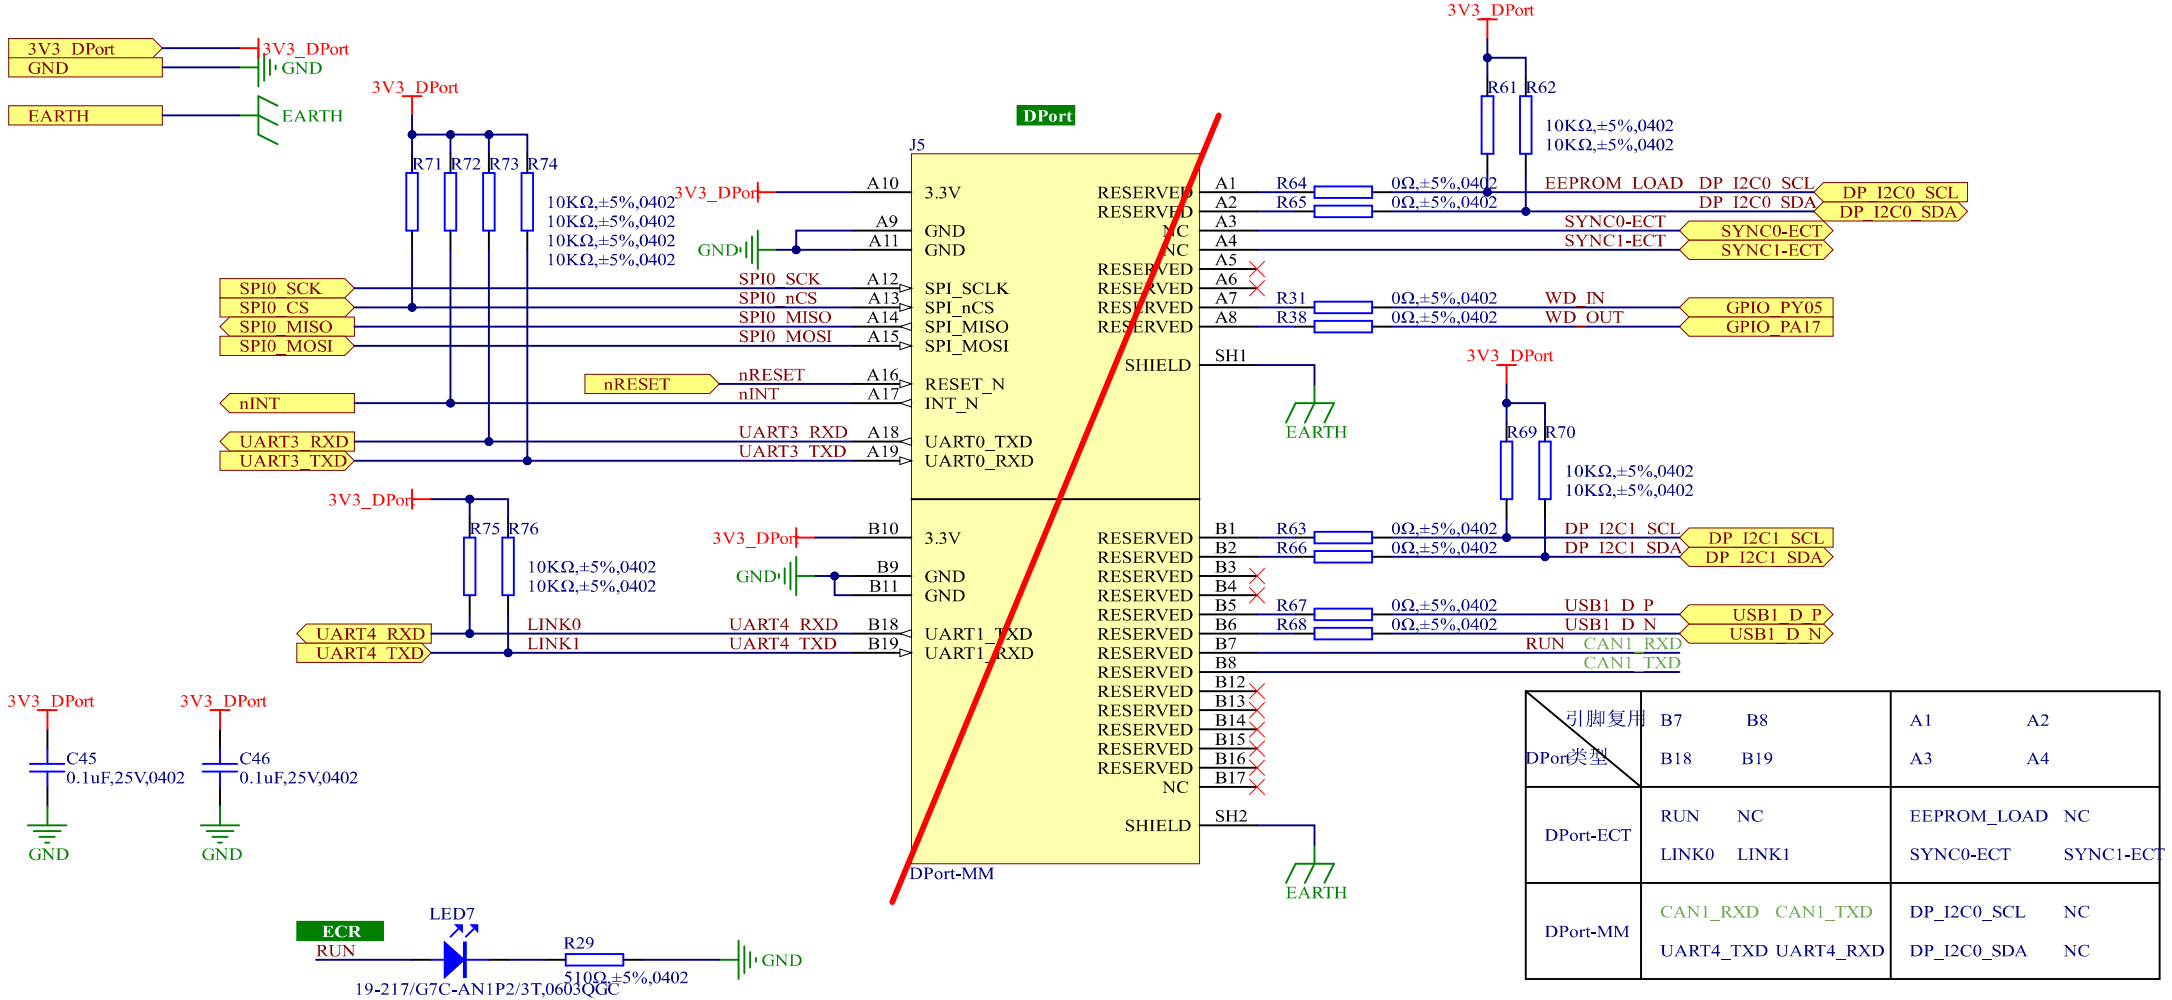 3V3_DPort
3V3_DPort
3V3_DPort
GND
GND
EARTH
EARTH
3V3_DPort
R71
R72
R73
R74
10KΩ,±5%,0402
10KΩ,±5%,0402
10KΩ,±5%,0402
10KΩ,±5%,0402
DPort
J5
3V3_DPort
A10
3.3V
A9
GND
GND
A11
GND
SPI0_SCK
SPI0_SCK
A12
SPI_SCLK
SPI0_CS
SPI0_nCS
A13
SPI_nCS
SPI0_MISO
SPI0_MISO
A14
SPI_MISO
SPI0_MOSI
SPI0_MOSI
A15
SPI_MOSI
nRESET
nRESET
A16
RESET_N
nINT
nINT
A17
INT_N
UART3_RXD
UART3_RXD
A18
UART0_TXD
UART3_TXD
UART3_TXD
A19
UART0_RXD
3V3_DPort
R75
R76
10KΩ,±5%,0402
10KΩ,±5%,0402
3V3_DPort
B10
3.3V
GND
B9
GND
B11
GND
UART4_RXD
LINK0
UART4_RXD
B18
UART1_TXD
UART4_TXD
LINK1
UART4_TXD
B19
UART1_RXD
DPort-MM
3V3_DPort
R61
R62
10KΩ,±5%,0402
10KΩ,±5%,0402
RESERVED
A1
R64
0Ω,±5%,0402
EEPROM_LOAD
DP_I2C0_SCL
DP_I2C0_SCL
RESERVED
A2
R65
0Ω,±5%,0402
DP_I2C0_SDA
DP_I2C0_SDA
NC
A3
SYNC0-ECT
SYNC0-ECT
NC
A4
SYNC1-ECT
SYNC1-ECT
RESERVED
A5
RESERVED
A6
RESERVED
A7
R31
0Ω,±5%,0402
WD_IN
GPIO_PY05
RESERVED
A8
R38
0Ω,±5%,0402
WD_OUT
GPIO_PA17
SHIELD
SH1
EARTH
3V3_DPort
R69
R70
10KΩ,±5%,0402
10KΩ,±5%,0402
RESERVED
B1
R63
0Ω,±5%,0402
DP_I2C1_SCL
DP_I2C1_SCL
RESERVED
B2
R66
0Ω,±5%,0402
DP_I2C1_SDA
DP_I2C1_SDA
RESERVED
B3
RESERVED
B4
RESERVED
B5
R67
0Ω,±5%,0402
USB1_D_P
USB1_D_P
RESERVED
B6
R68
0Ω,±5%,0402
USB1_D_N
USB1_D_N
RESERVED
B7
RUN
CAN1_RXD
RESERVED
B8
CAN1_TXD
RESERVED
B12
RESERVED
B13
RESERVED
B14
RESERVED
B15
RESERVED
B16
NC
B17
SHIELD
SH2
EARTH
3V3_DPort
C45
0.1uF,25V,0402
GND
3V3_DPort
C46
0.1uF,25V,0402
GND
ECR
RUN
LED7
19-217/G7C-AN1P2/3T,0603QGC
R29
510Ω,±5%,0402
GND
引脚复用
DPort类型
B7 B8
B18 B19
A1 A2
A3 A4
DPort-ECT
RUN NC
LINK0 LINK1
EEPROM_LOAD NC
SYNC0-ECT SYNC1-ECT
DPort-MM
CAN1_RXD CAN1_TXD
UART4_TXD UART4_RXD
DP_I2C0_SCL NC
DP_I2C0_SDA NC